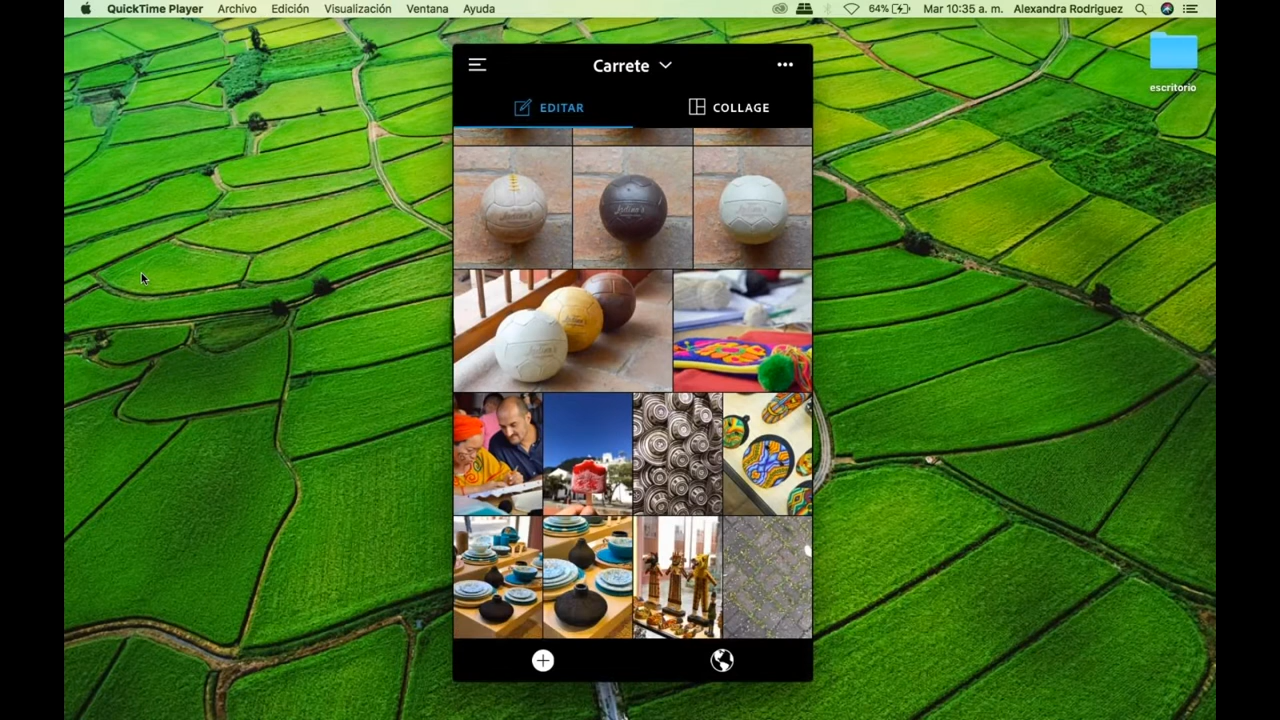 QuickTime Player Archivo Edición Visualización Ventana Ayuda 64% Mar 10:35 a. m. Alexandra Rodriguez
escritorio
Carrete
EDITAR COLLAGE